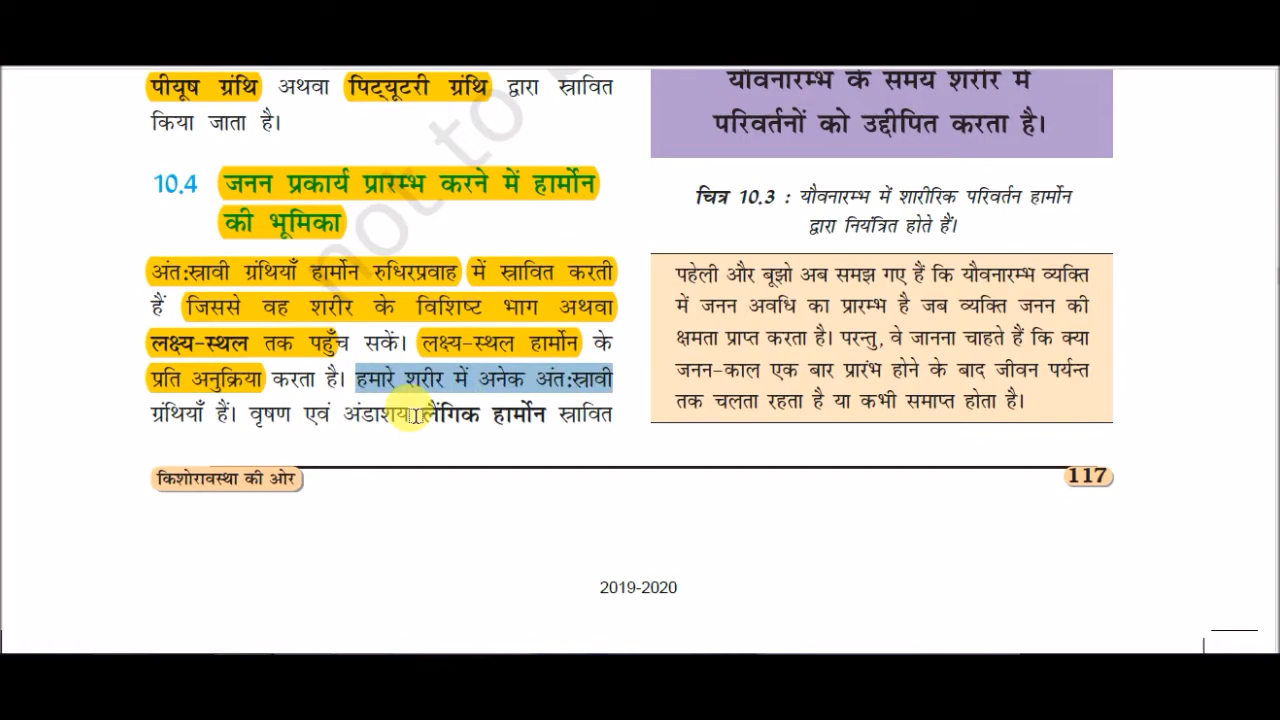 पीयूष ग्रंथि अथवा पिट्यूटरी ग्रंथि द्वारा स्रावित
किया जाता है।
10.4 जनन प्रकार्य प्रारम्भ करने में हार्मोन
की भूमिका
अंतःस्रावी ग्रंथियाँ हार्मोन रुधिरप्रवाह में स्रावित करती
हैं जिससे वह शरीर के विशिष्ट भाग अथवा
लक्ष्य-स्थल तक पहुँच सकें। लक्ष्य-स्थल हार्मोन के
प्रति अनुक्रिया करता है। हमारे शरीर में अनेक अंतःस्रावी
ग्रंथियाँ हैं। वृषण एवं अंडाशय लैंगिक हार्मोन स्रावित
यौवनारम्भ के समय शरीर में
परिवर्तनों को उद्दीपित करता है।
चित्र 10.3 : यौवनारम्भ में शारीरिक परिवर्तन हार्मोन
द्वारा नियंत्रित होते हैं।
पहेली और बूझो अब समझ गए हैं कि यौवनारम्भ व्यक्ति
में जनन अवधि का प्रारम्भ है जब व्यक्ति जनन की
क्षमता प्राप्त करता है। परन्तु, वे जानना चाहते हैं कि क्या
जनन-काल एक बार प्रारंभ होने के बाद जीवन पर्यन्त
तक चलता रहता है या कभी समाप्त होता है।
किशोरावस्था की ओर
117
2019-2020
not to